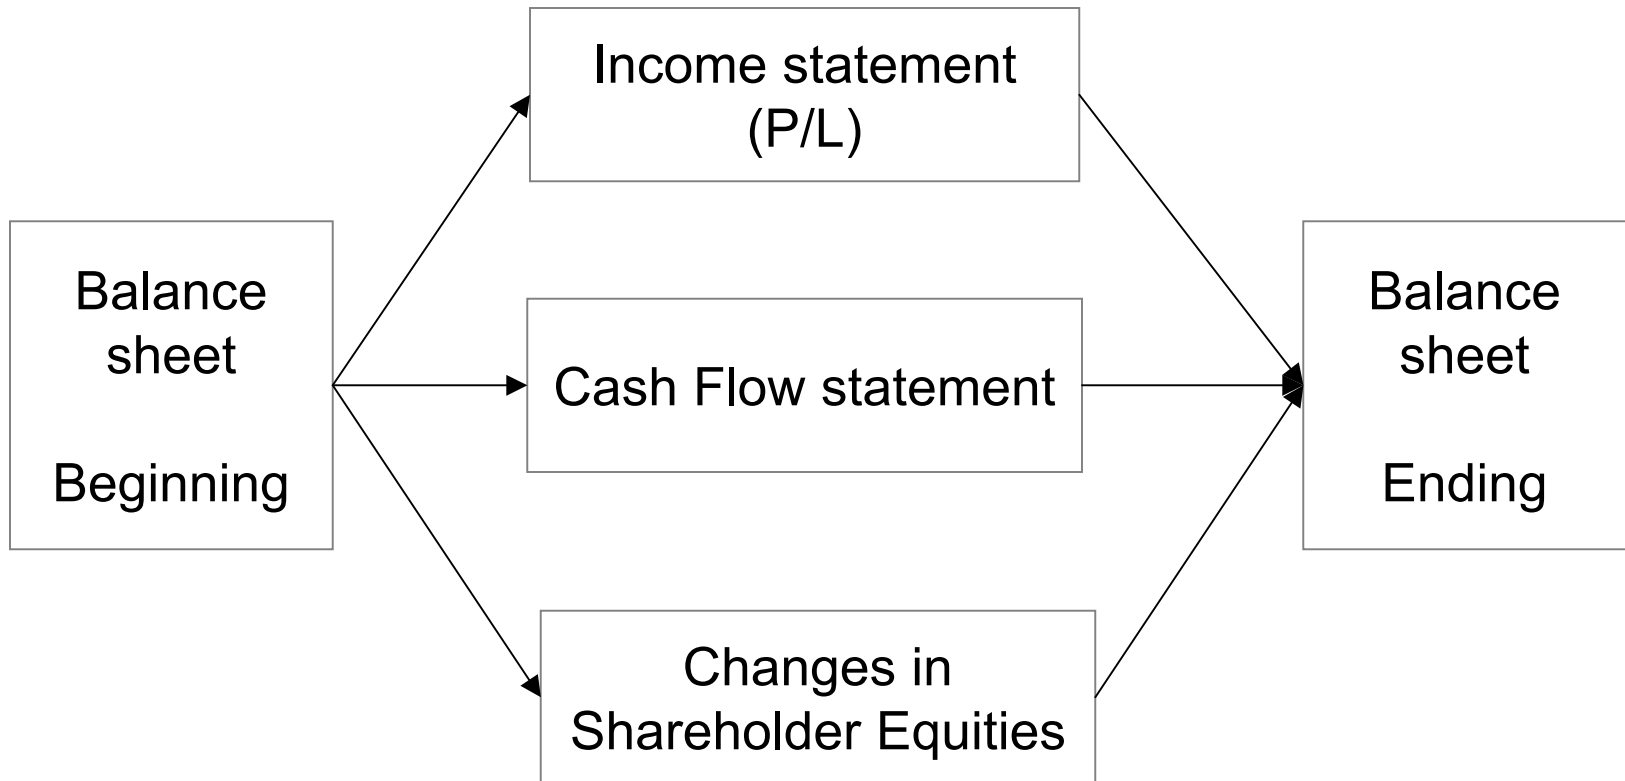 Income statement
(P/L)
Balance
sheet
Beginning
Cash Flow statement
Balance
sheet
Ending
Changes in
Shareholder Equities